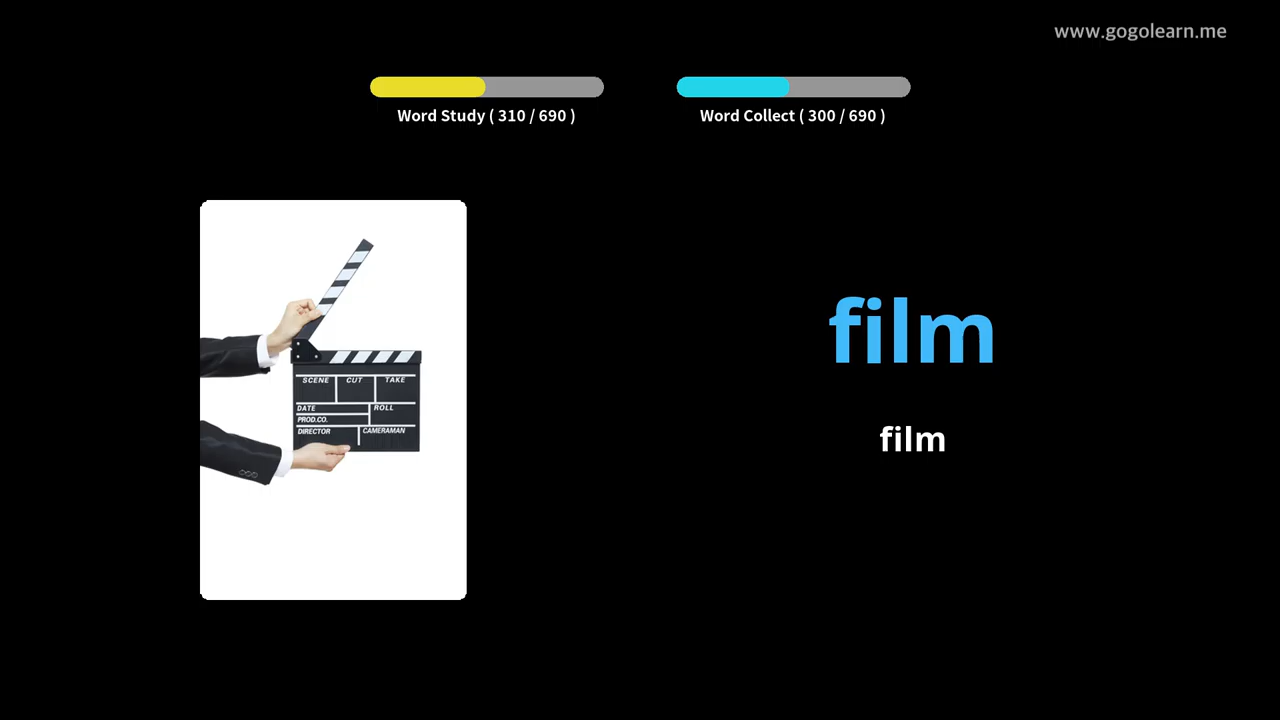 www.gogolearn.me
Word Study ( 310 / 690 )
Word Collect ( 300 / 690 )
film
film
SCENE CUT TAKE
DATE ROLL
PROD.CO.
DIRECTOR CAMERAMAN